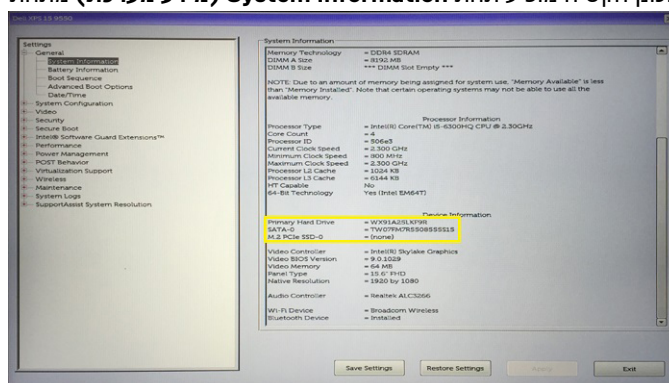 System Information (מידע מערכת)
Dell XPS 15 9550
Settings
General
System Information
Battery Information
Boot Sequence
Advanced Boot Options
Date/Time
System Configuration
Video
Security
Secure Boot
Intel® Software Guard Extensions™
Performance
Power Management
POST Behavior
Virtualization Support
Wireless
Maintenance
System Logs
SupportAssist System Resolution
System Information
Memory Technology = DDR4 SDRAM
DIMM A Size = 8192 MB
DIMM B Size *** DIMM Slot Empty ***
NOTE: Due to an amount of memory being assigned for system use, "Memory Available" is less
than "Memory Installed". Note that certain operating systems may not be able to use all the
available memory.
Processor Information
Processor Type = Intel(R) Core(TM) i5-6300HQ CPU @ 2.30GHz
Core Count = 4
Processor ID = 506e3
Current Clock Speed = 2.300 GHz
Minimum Clock Speed = 800 MHz
Maximum Clock Speed = 2.300 GHz
Processor L2 Cache = 1024 KB
Processor L3 Cache = 6144 KB
HT Capable No
64-Bit Technology Yes (Intel EM64T)
Device Information
Primary Hard Drive = WX91A25LKP9R
SATA-0 = TW07FH7R5508555S15
M.2 PCIe SSD-0 = (none)
Video Controller = Intel(R) Skylake Graphics
Video BIOS Version = 9.0.1029
Video Memory = 64 MB
Panel Type = 15.6" FHD
Native Resolution = 1920 by 1080
Audio Controller = Realtek ALC3266
Wi-Fi Device = Broadcom Wireless
Bluetooth Device = Installed
Save Settings
Restore Settings
Apply
Exit